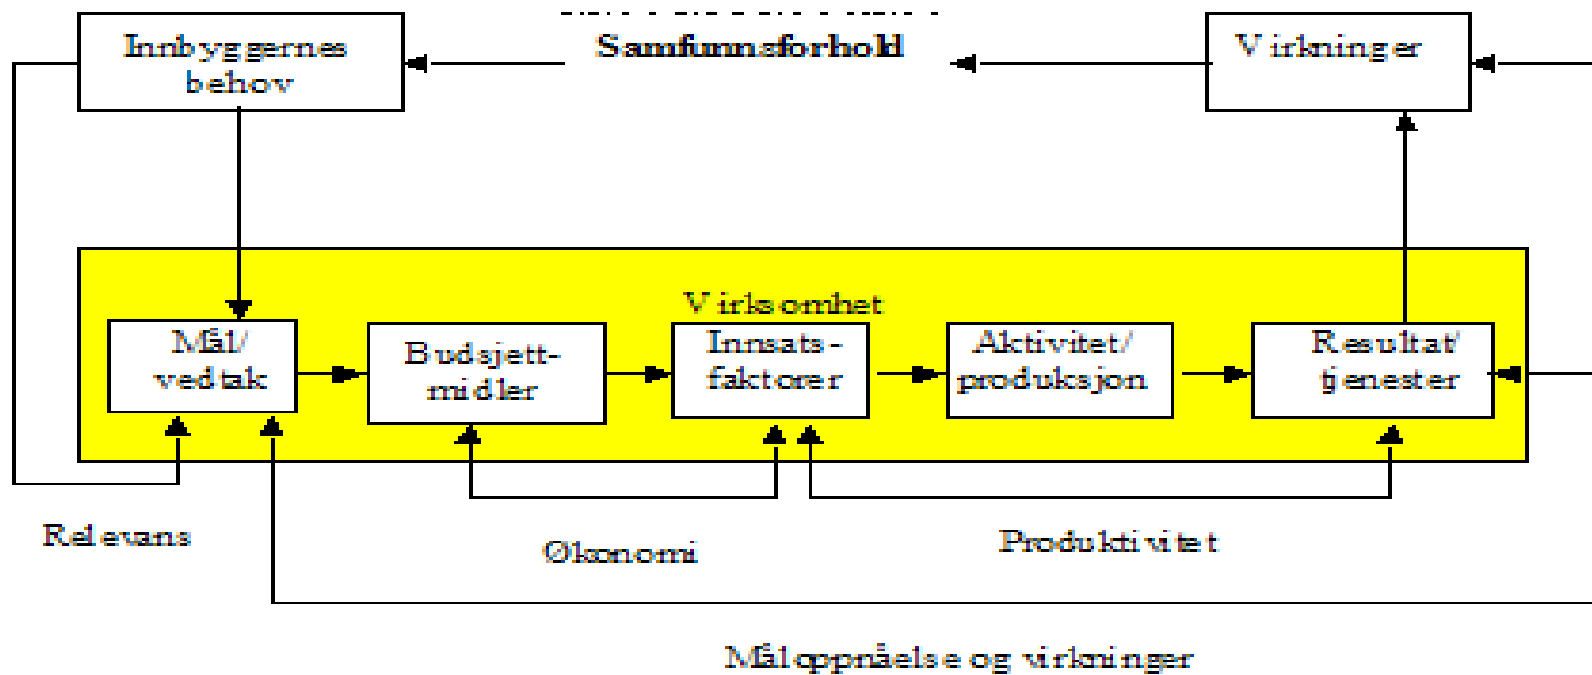 Innbyggernes
behov
Samfunnsforhold
Virkninger
Virksomhet
Mål/
vedtak
Budsjett-
midler
Innsats-
faktorer
Aktivitet/
produksjon
Resultat/
tjenester
Relevans
Økonomi
Produktivitet
Måloppnåelse og virkninger